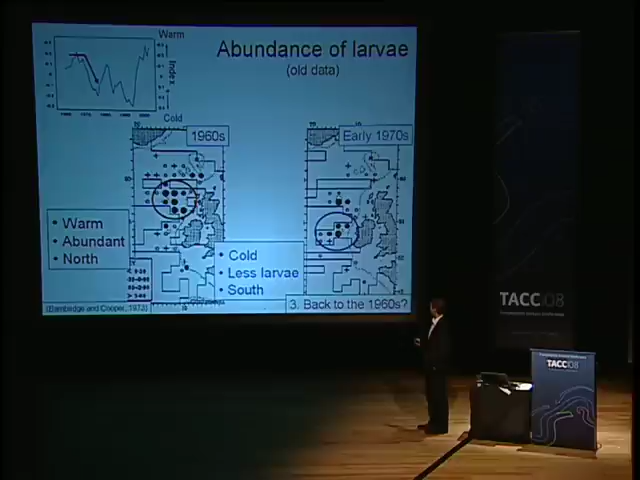 Warm
Index
Cold
Abundance of larvae
(old data)
1960s
Early 1970s
• Warm
• Abundant
• North
• Cold
• Less larvae
• South
3. Back to the 1960s?
TACC 08
TACC 08